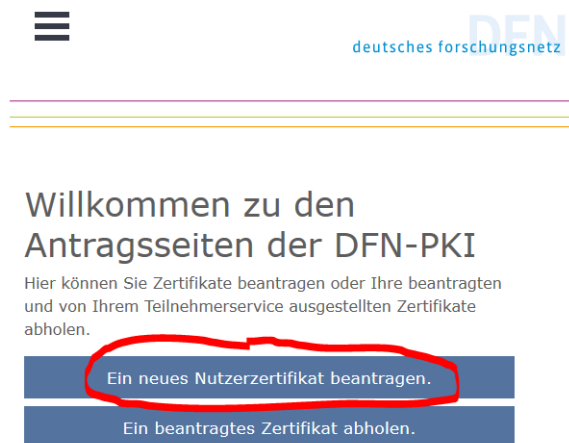 DFN
deutsches forschungsnetz
Willkommen zu den
Antragsseiten der DFN-PKI
Hier können Sie Zertifikate beantragen oder Ihre beantragten
und von Ihrem Teilnehmerservice ausgestellten Zertifikate
abholen.
Ein neues Nutzerzertifikat beantragen.
Ein beantragtes Zertifikat abholen.